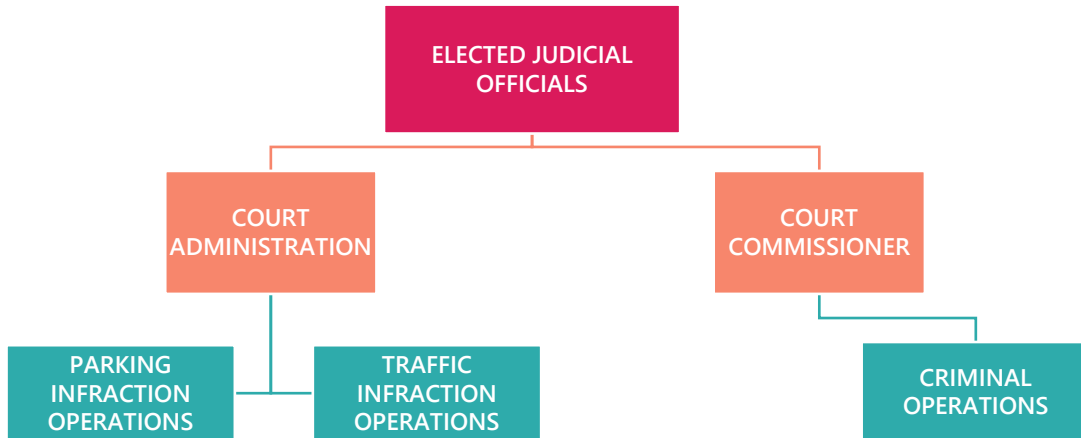 ELECTED JUDICIAL
OFFICIALS
COURT
ADMINISTRATION
COURT
COMMISSIONER
PARKING
INFRACTION
OPERATIONS
TRAFFIC
INFRACTION
OPERATIONS
CRIMINAL
OPERATIONS